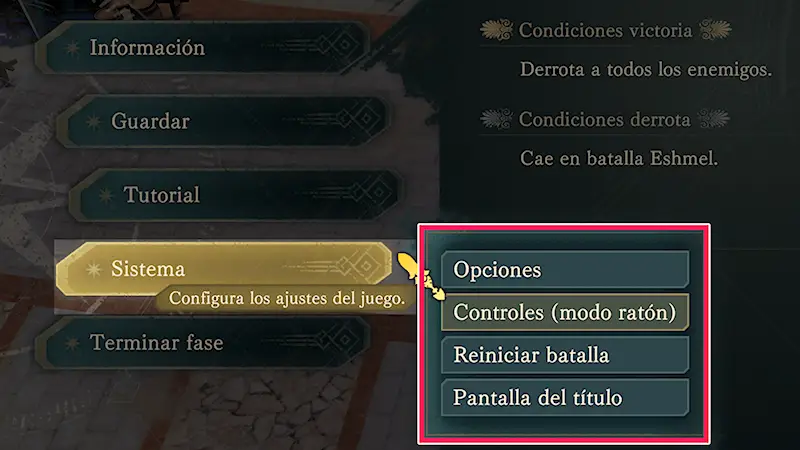 Información
Guardar
Tutorial
Sistema
Configura los ajustes del juego.
Terminar fase
Condiciones victoria
Derrota a todos los enemigos.
Condiciones derrota
Cae en batalla Eshmel.
Opciones
Controles (modo ratón)
Reiniciar batalla
Pantalla del título